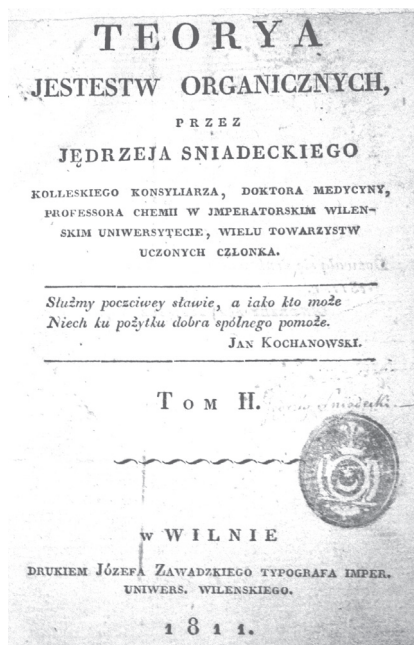 TEORYA
JESTESTW ORGANICZNYCH,
PRZEZ
JĘDRZEJA SNIADECKIEGO
KOLLESKIEGO KONSYLIARZA, DOKTORA MEDYCYNY,
PROFESSORA CHEMII W JMPERATORSKIM WILEN-
SKIM UNIWERSYTECIE, WIELU TOWARZYSTW
UCZONYCH CZŁONKA.
Służmy poczciwey sławie, a iako kto może
Niech ku pożytku dobra spólnego pomoże.
JAN KOCHANOWSKI.
TOM II.
w WILNIE
DRUKIEM JÓZEFA ZAWADZKIEGO TYPOGRAFA IMPER.
UNIWERS. WILENSKIEGO.
1811.